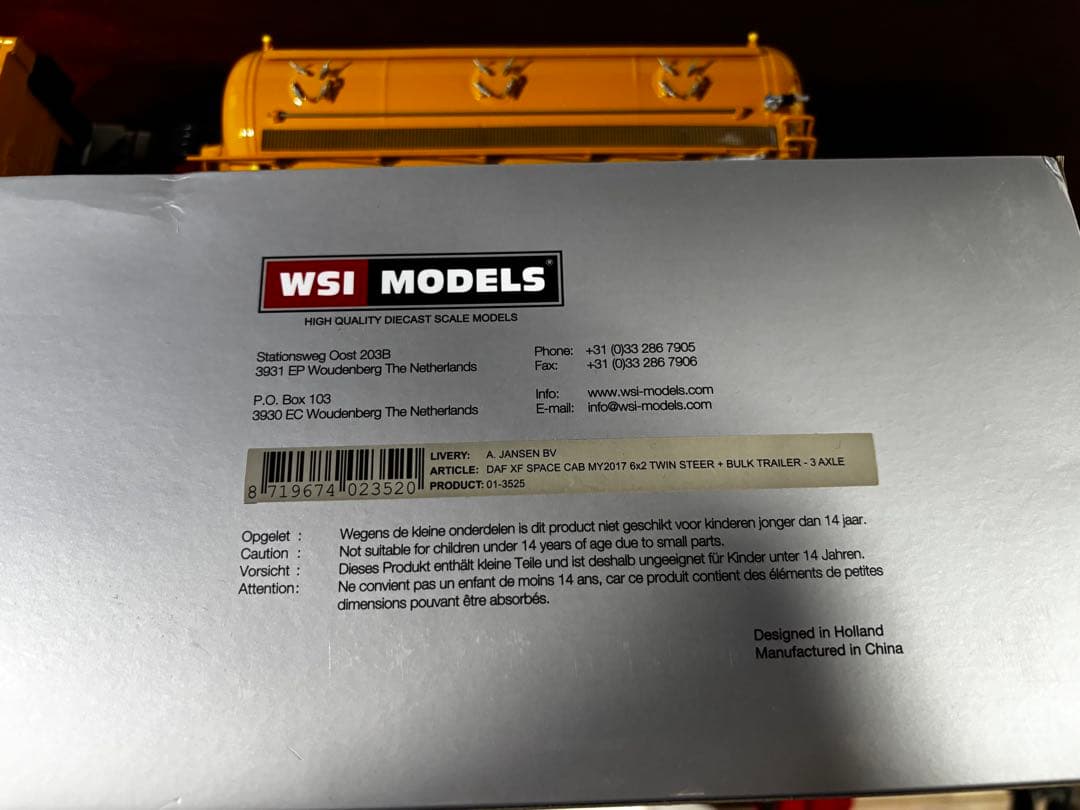 WSI MODELS®
HIGH QUALITY DIECAST SCALE MODELS
Stationsweg Oost 203B
3931 EP Woudenberg The Netherlands
P.O. Box 103
3930 EC Woudenberg The Netherlands
Phone: +31 (0)33 286 7905
Fax: +31 (0)33 286 7906
Info: www.wsi-models.com
E-mail: info@wsi-models.com
8 719674 023520
LIVERY: A. JANSEN BV
ARTICLE: DAF XF SPACE CAB MY2017 6x2 TWIN STEER + BULK TRAILER - 3 AXLE
PRODUCT: 01-3525
Opgelet : Wegens de kleine onderdelen is dit product niet geschikt voor kinderen jonger dan 14 jaar.
Caution : Not suitable for children under 14 years of age due to small parts.
Vorsicht : Dieses Produkt enthält kleine Teile und ist deshalb ungeeignet für Kinder unter 14 Jahren.
Attention: Ne convient pas un enfant de moins 14 ans, car ce produit contient des éléments de petites
dimensions pouvant être absorbés.
Designed in Holland
Manufactured in China